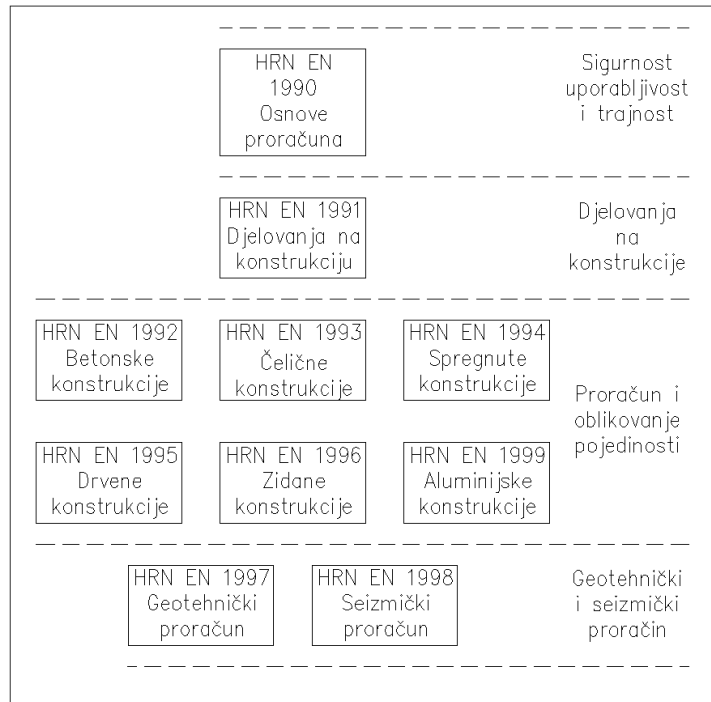 HRN EN
1990
Osnove
proračuna
Sigurnost
uporabljivost
i trajnost
HRN EN 1991
Djelovanja na
konstrukciju
Djelovanja
na
konstrukcije
HRN EN 1992
Betonske
konstrukcije
HRN EN 1993
Čelične
konstrukcije
HRN EN 1994
Spregnute
konstrukcije
Proračun i
oblikovanje
pojedinosti
HRN EN 1995
Drvene
konstrukcije
HRN EN 1996
Zidane
konstrukcije
HRN EN 1999
Aluminijske
konstrukcije
HRN EN 1997
Geotehnički
proračun
HRN EN 1998
Seizmički
proračun
Geotehnički
i seizmički
proračin